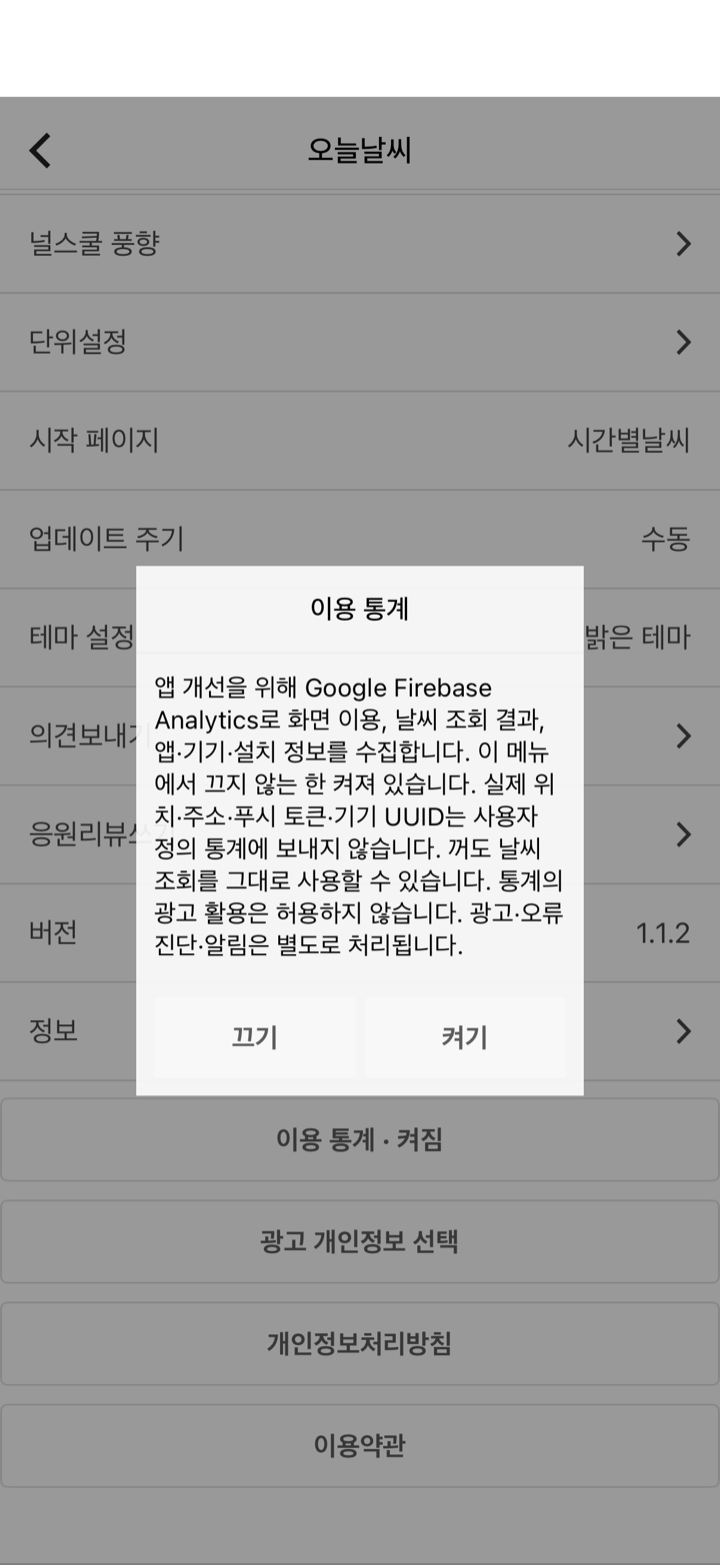 오늘날씨
널스쿨 풍향
단위설정
시작 페이지 시간별날씨
업데이트 주기 수동
테마 설정 밝은 테마
의견보내기
응원리뷰쓰기
버전 1.1.2
정보
이용 통계
앱 개선을 위해 Google Firebase
Analytics로 화면 이용, 날씨 조회 결과,
앱·기기·설치 정보를 수집합니다. 이 메뉴
에서 끄지 않는 한 켜져 있습니다. 실제 위
치·주소·푸시 토큰·기기 UUID는 사용자
정의 통계에 보내지 않습니다. 꺼도 날씨
조회를 그대로 사용할 수 있습니다. 통계의
광고 활용은 허용하지 않습니다. 광고·오류
진단·알림은 별도로 처리됩니다.
끄기 켜기
이용 통계 · 켜짐
광고 개인정보 선택
개인정보처리방침
이용약관